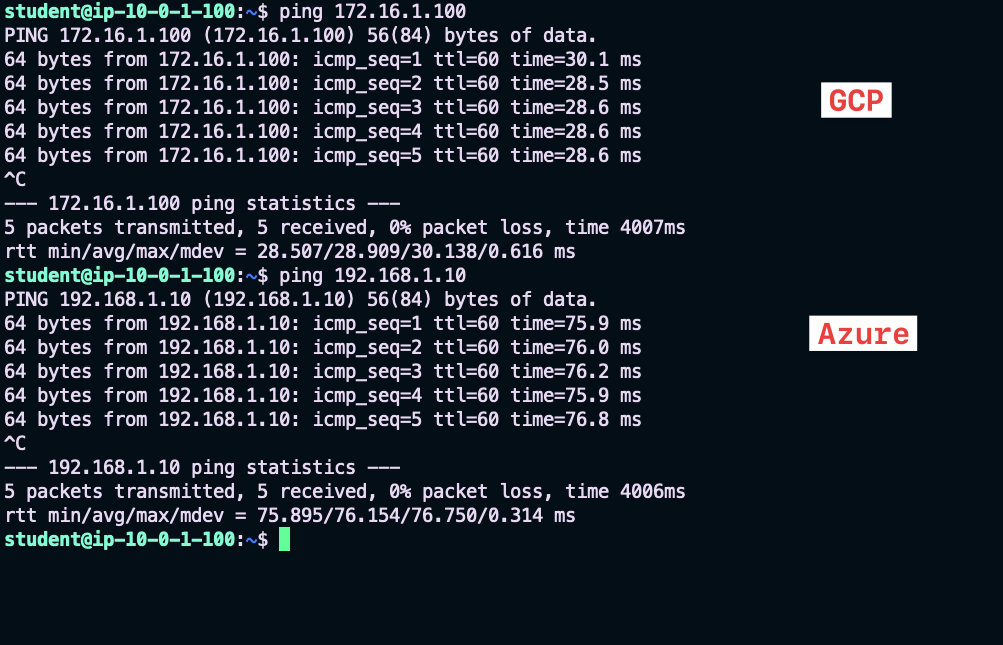 student@ip-10-0-1-100:~$ ping 172.16.1.100
PING 172.16.1.100 (172.16.1.100) 56(84) bytes of data.
64 bytes from 172.16.1.100: icmp_seq=1 ttl=60 time=30.1 ms
64 bytes from 172.16.1.100: icmp_seq=2 ttl=60 time=28.5 ms
GCP
64 bytes from 172.16.1.100: icmp_seq=3 ttl=60 time=28.6 ms
64 bytes from 172.16.1.100: icmp_seq=4 ttl=60 time=28.6 ms
64 bytes from 172.16.1.100: icmp_seq=5 ttl=60 time=28.6 ms
^C
--- 172.16.1.100 ping statistics ---
5 packets transmitted, 5 received, 0% packet loss, time 4007ms
rtt min/avg/max/mdev = 28.507/28.909/30.138/0.616 ms
student@ip-10-0-1-100:~$ ping 192.168.1.10
PING 192.168.1.10 (192.168.1.10) 56(84) bytes of data.
64 bytes from 192.168.1.10: icmp_seq=1 ttl=60 time=75.9 ms
Azure
64 bytes from 192.168.1.10: icmp_seq=2 ttl=60 time=76.0 ms
64 bytes from 192.168.1.10: icmp_seq=3 ttl=60 time=76.2 ms
64 bytes from 192.168.1.10: icmp_seq=4 ttl=60 time=75.9 ms
64 bytes from 192.168.1.10: icmp_seq=5 ttl=60 time=76.8 ms
^C
--- 192.168.1.10 ping statistics ---
5 packets transmitted, 5 received, 0% packet loss, time 4006ms
rtt min/avg/max/mdev = 75.895/76.154/76.750/0.314 ms
student@ip-10-0-1-100:~$